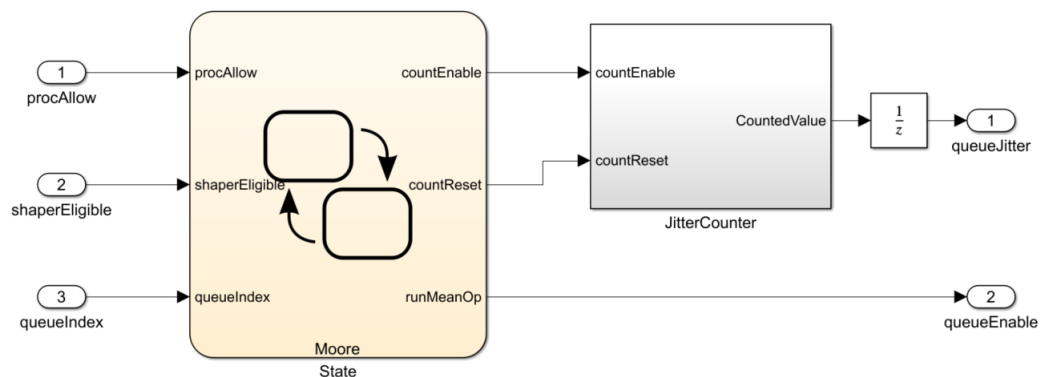 1
procAllow
2
shaperEligible
3
queueIndex
procAllow
shaperEligible
queueIndex
countEnable
countReset
runMeanOp
Moore
State
countEnable
countReset
CountedValue
JitterCounter
1
z
1
queueJitter
2
queueEnable